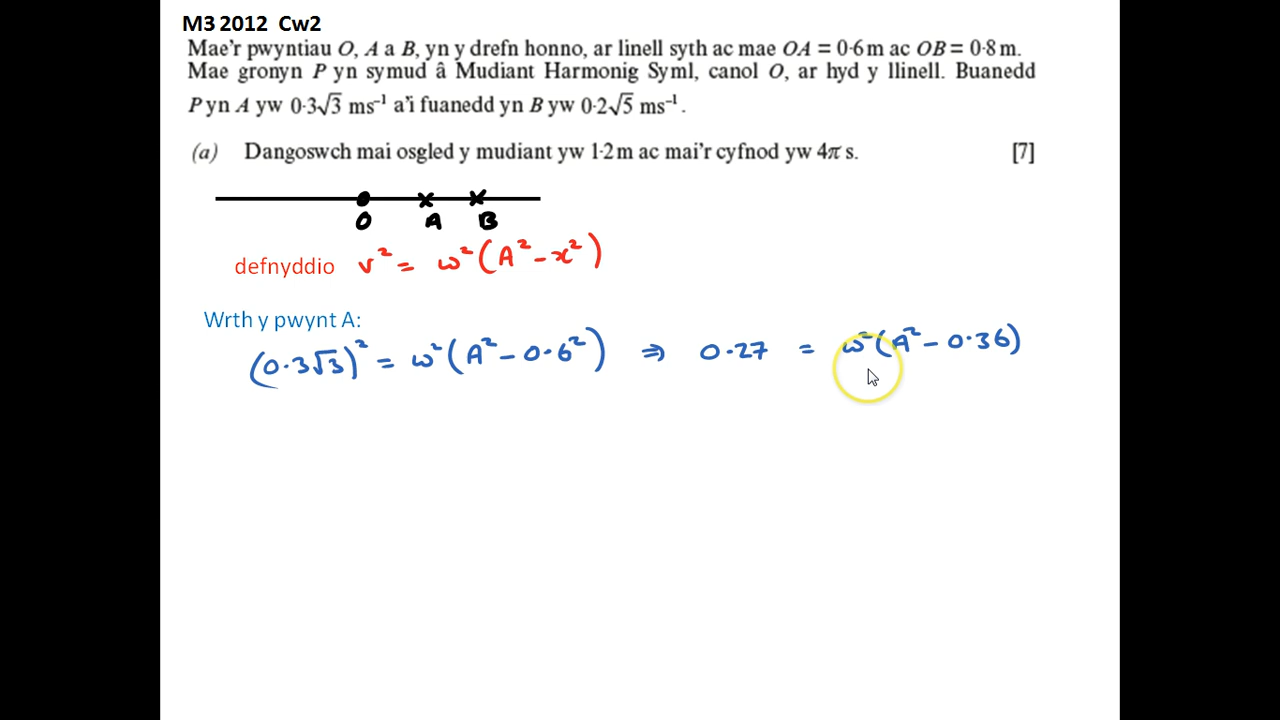 M3 2012 Cw2
Mae'r pwyntiau O, A a B, yn y drefn honno, ar linell syth ac mae OA = 0·6 m ac OB = 0·8 m.
Mae gronyn P yn symud â Mudiant Harmonig Syml, canol O, ar hyd y llinell. Buanedd
P yn A yw 0·3√3 ms⁻¹ a'i fuanedd yn B yw 0·2√5 ms⁻¹.
(a) Dangoswch mai osgled y mudiant yw 1·2 m ac mai'r cyfnod yw 4π s. [7]
O A B
defnyddio v² = ω²(A² − x²)
Wrth y pwynt A:
(0·3√3)² = ω²(A² − 0·6²) ⇒ 0·27 = ω²(A² − 0·36)